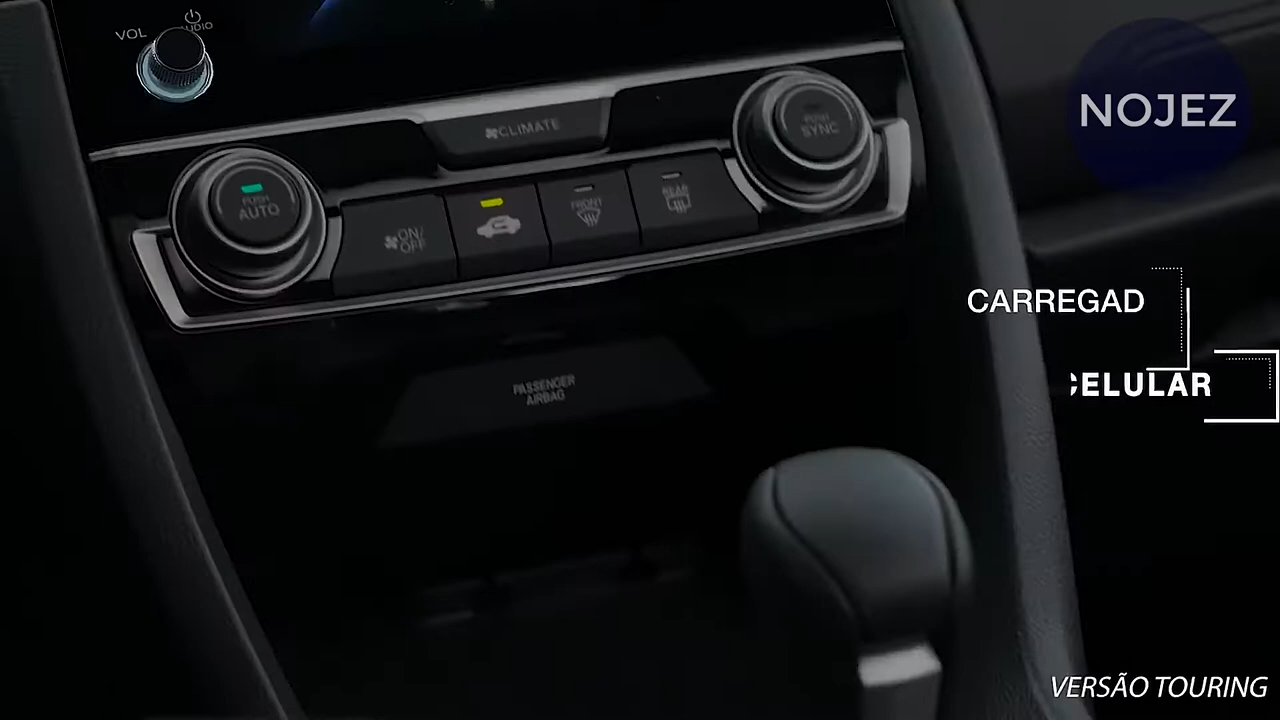 VOL
AUDIO
CLIMATE
PUSH
AUTO
ON/
OFF
FRONT
REAR
PUSH
SYNC
NOJEZ
CARREGAD
CELULAR
PASSENGER
AIRBAG
VERSÃO TOURING